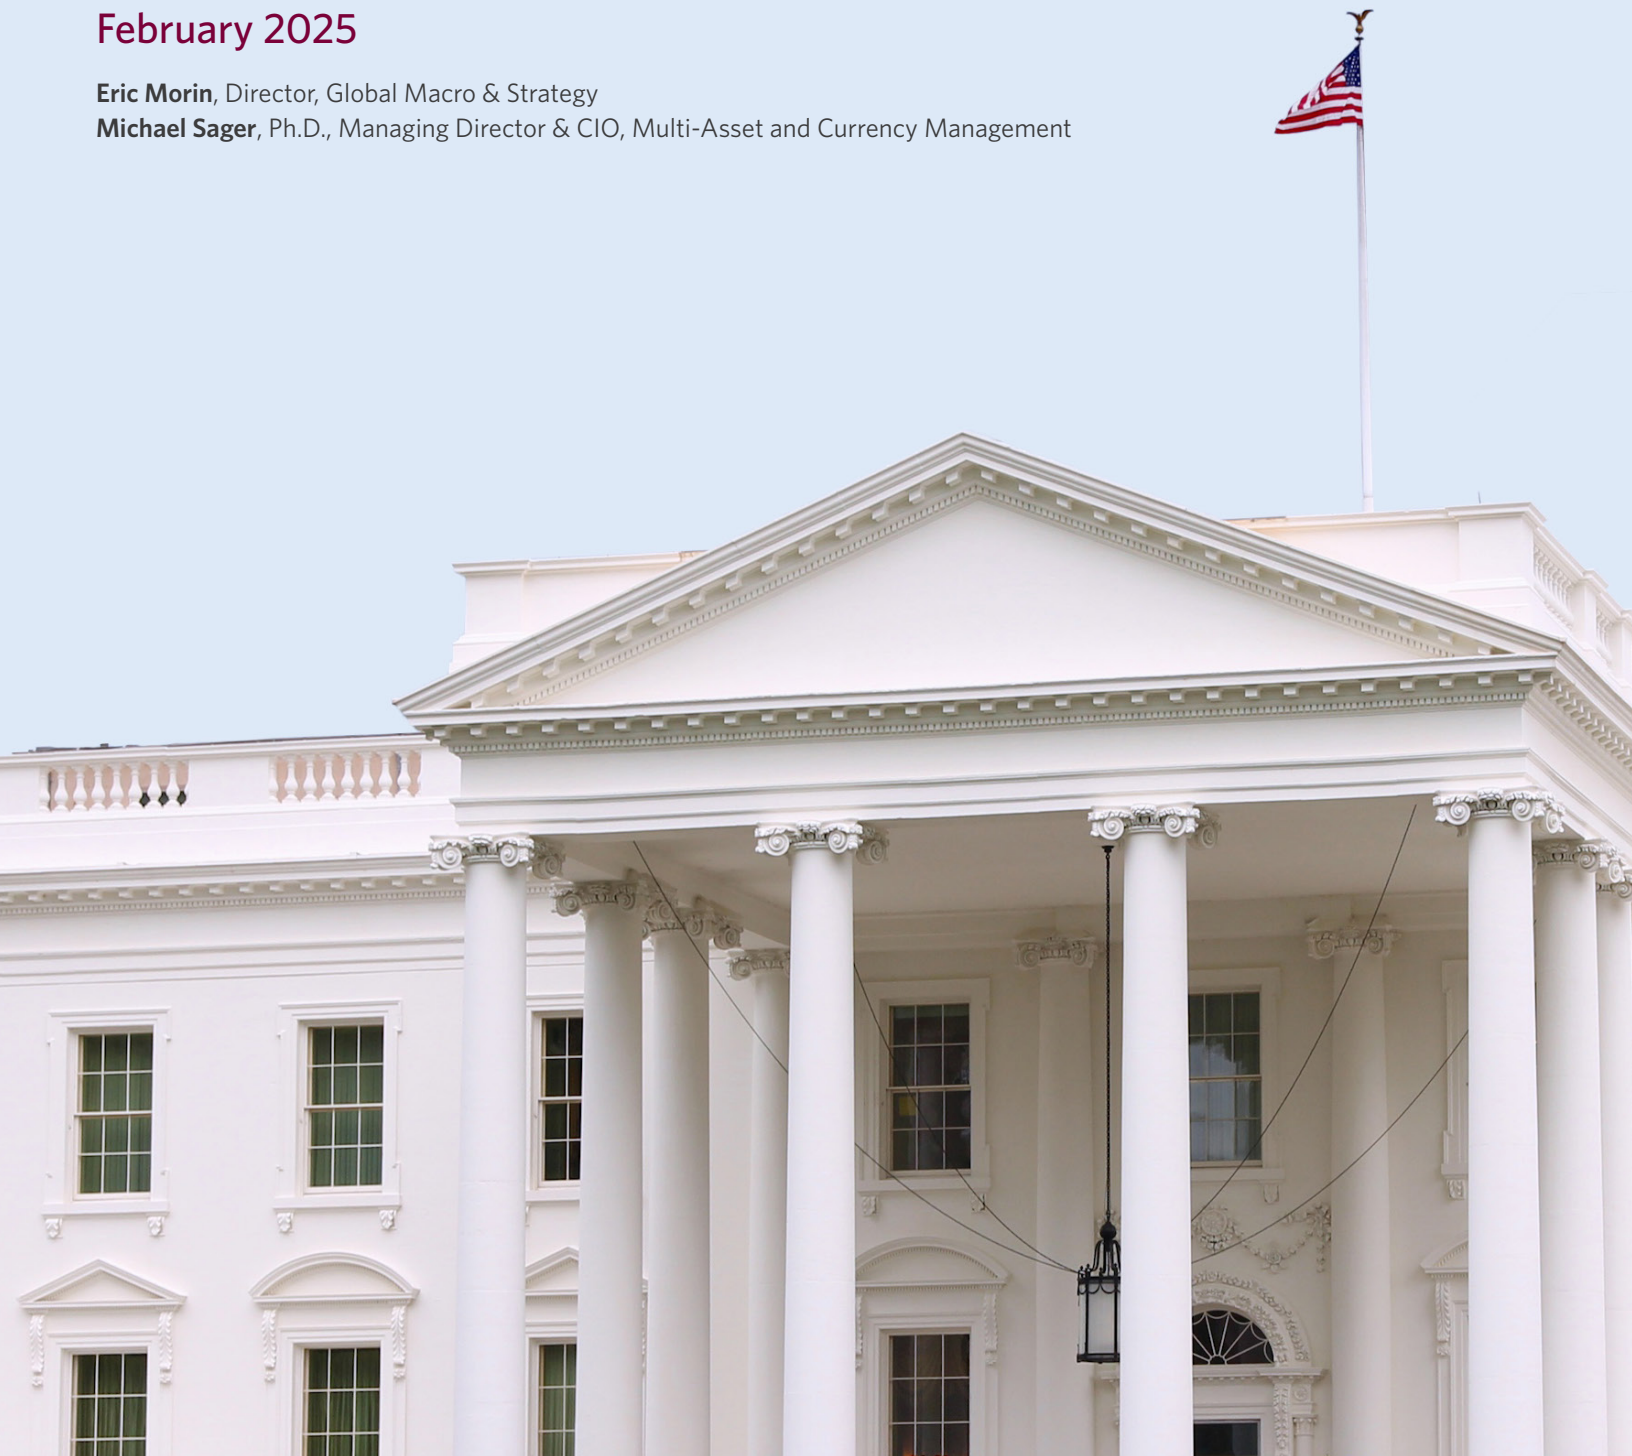 February 2025
Eric Morin, Director, Global Macro & Strategy
Michael Sager, Ph.D., Managing Director & CIO, Multi-Asset and Currency Management